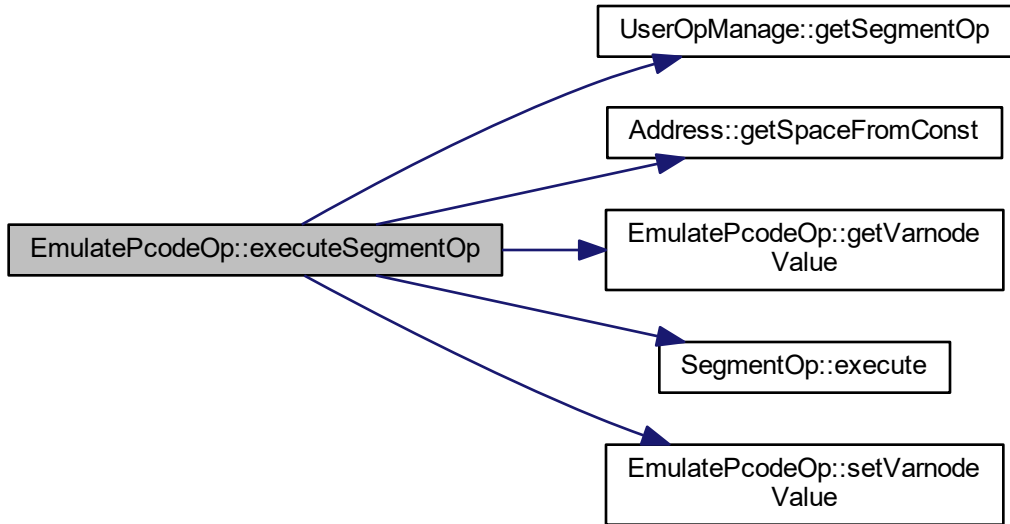 UserOpManage::getSegmentOp
Address::getSpaceFromConst
EmulatePcodeOp::executeSegmentOp
EmulatePcodeOp::getVarnode
Value
SegmentOp::execute
EmulatePcodeOp::setVarnode
Value